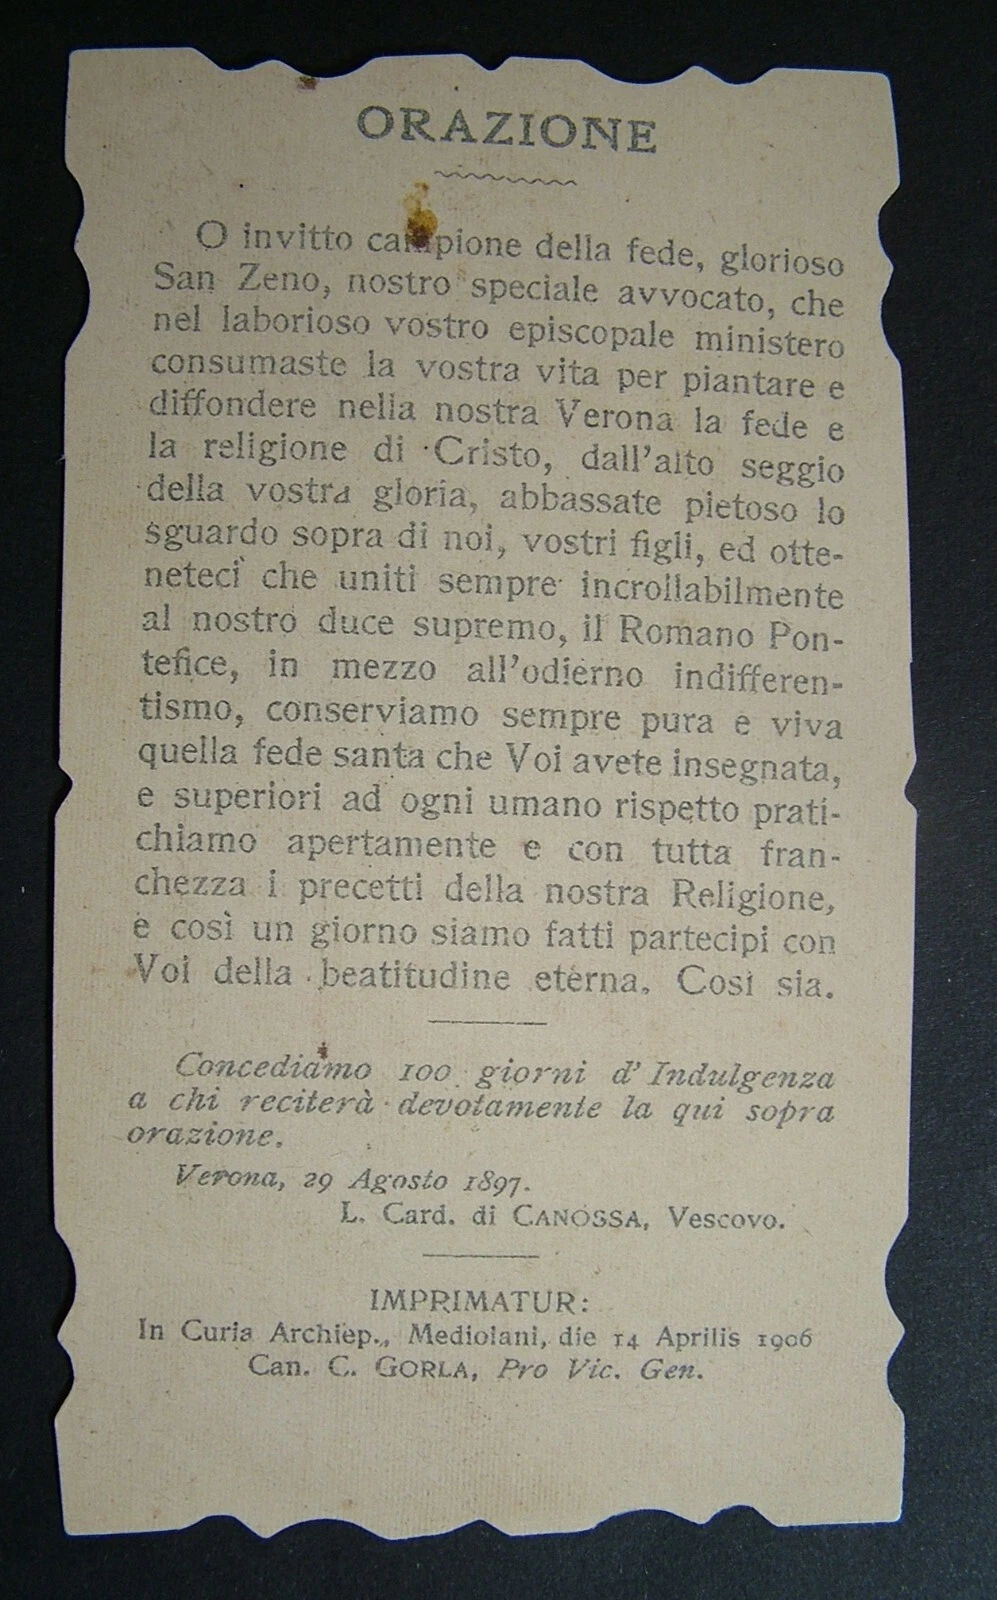 ORAZIONE
O invitto campione della fede, glorioso
San Zeno, nostro speciale avvocato, che
nel laborioso vostro episcopale ministero
consumaste la vostra vita per piantare e
diffondere nella nostra Verona la fede e
la religione di Cristo, dall'alto seggio
della vostra gloria, abbassate pietoso lo
sguardo sopra di noi, vostri figli, ed otte-
neteci che uniti sempre incrollabilmente
al nostro duce supremo, il Romano Pon-
tefice, in mezzo all'odierno indifferen-
tismo, conserviamo sempre pura e viva
quella fede santa che Voi avete insegnata,
e superiori ad ogni umano rispetto prati-
chiamo apertamente e con tutta fran-
chezza i precetti della nostra Religione,
e così un giorno siamo fatti partecipi con
Voi della beatitudine eterna. Così sia.
Concediamo 100 giorni d'Indulgenza
a chi reciterà devotamente la qui sopra
orazione.
Verona, 29 Agosto 1897.
L. Card. di CANOSSA, Vescovo.
IMPRIMATUR:
In Curia Archiep., Mediolani, die 14 Aprilis 1906
Can. C. GORLA, Pro Vic. Gen.